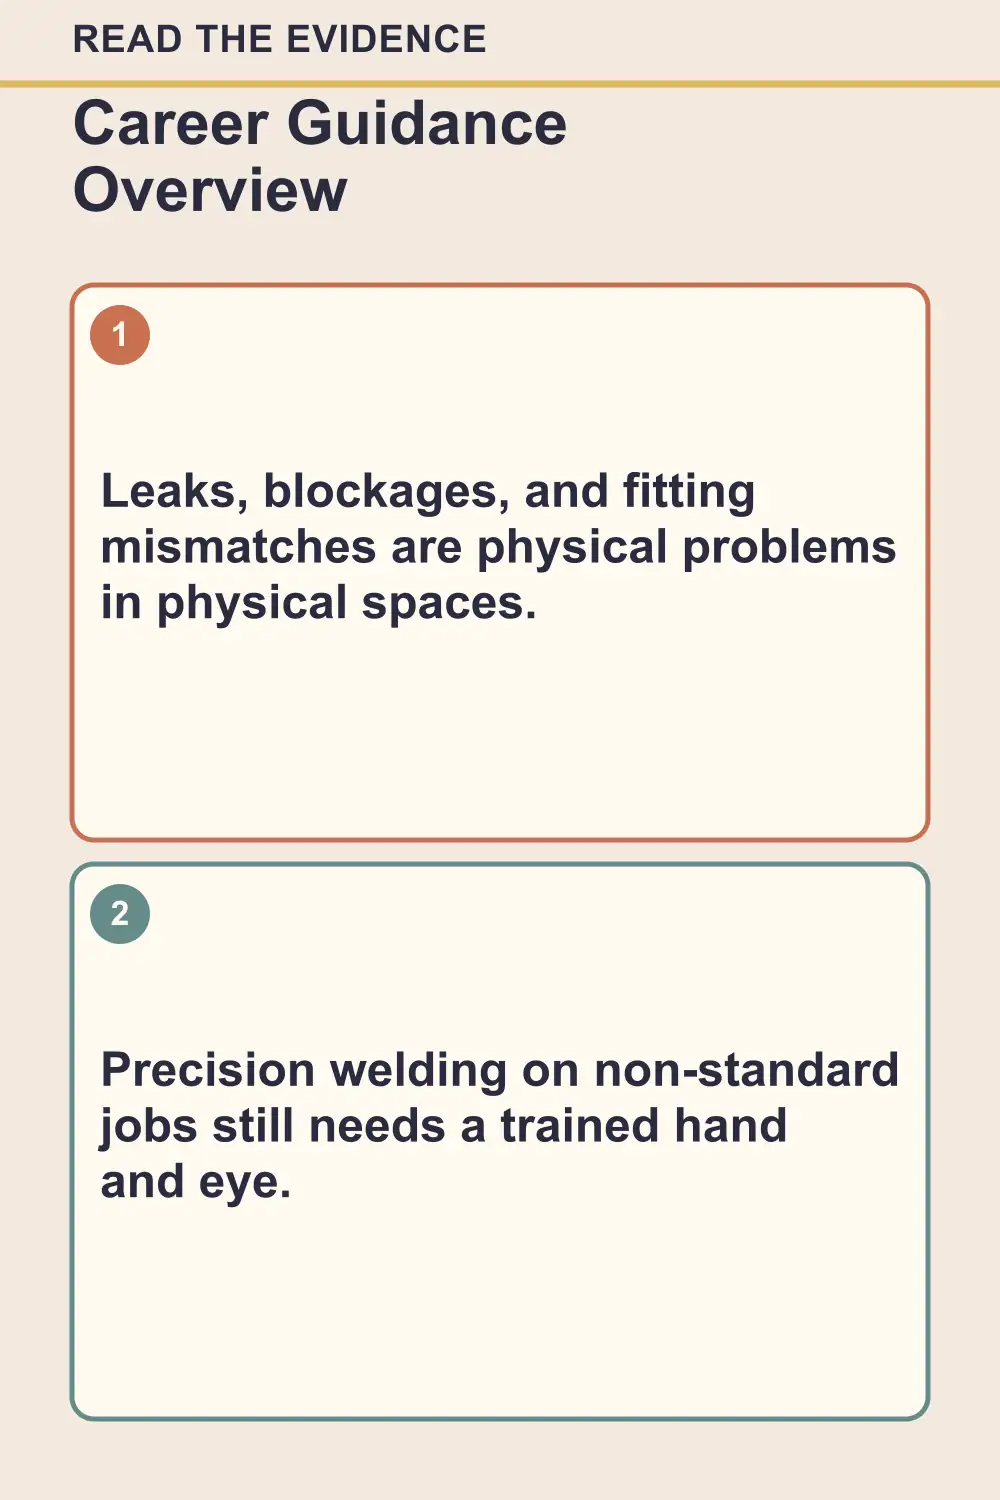 READ THE EVIDENCE
Career Guidance
Overview
1
Leaks, blockages, and fitting
mismatches are physical problems
in physical spaces.
2
Precision welding on non-standard
jobs still needs a trained hand
and eye.